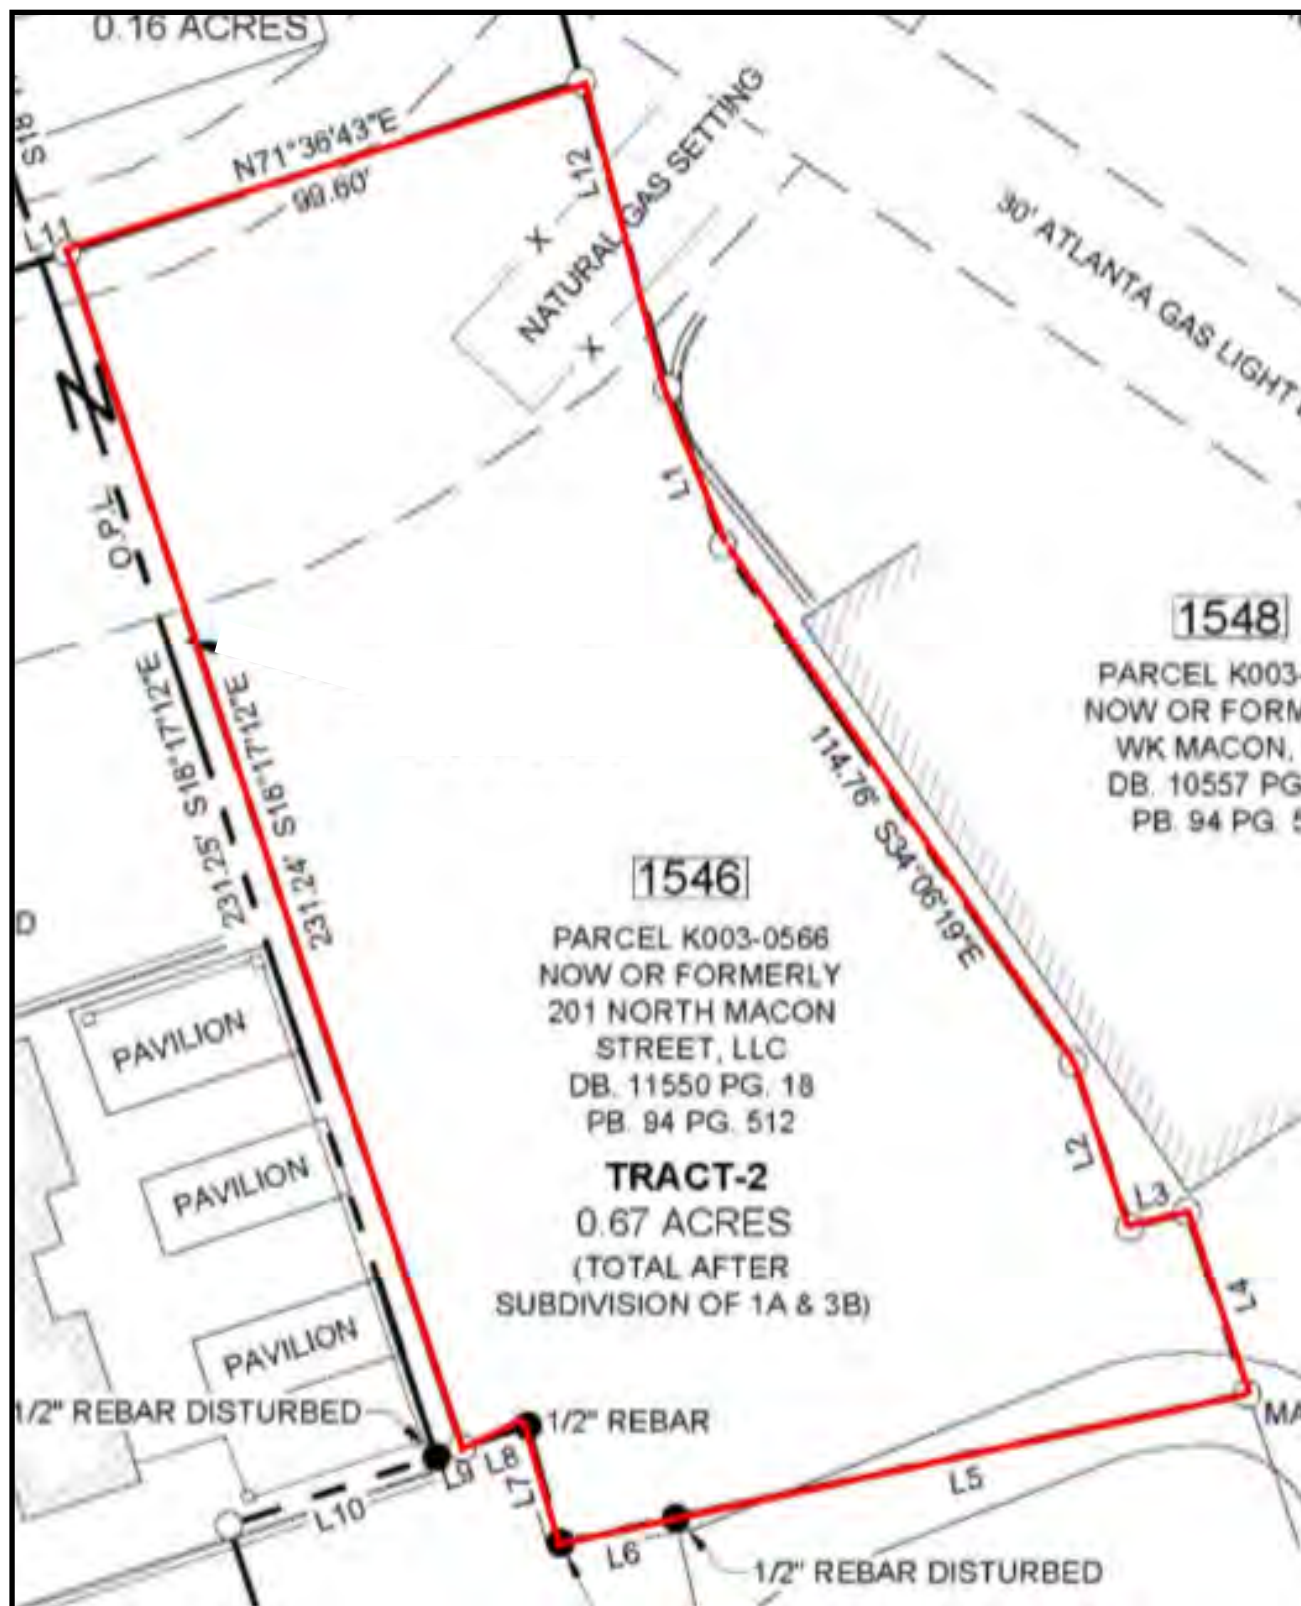 0.16 ACRES
S18
N71°36'43"E
99.60'
L11
L12
NATURAL GAS SETTING
X
X
30' ATLANTA GAS LIGHT
N
O.P.L.
L1
1548
PARCEL K003-
NOW OR FORM
WK MACON,
DB. 10557 PG
PB. 94 PG. 5
231.25' S18°17'12"E
231.24' S18°17'12"E
114.76' S34°06'19"E
1546
PARCEL K003-0566
NOW OR FORMERLY
201 NORTH MACON
STREET, LLC
DB. 11550 PG. 18
PB. 94 PG. 512
TRACT-2
0.67 ACRES
(TOTAL AFTER
SUBDIVISION OF 1A & 3B)
D
PAVILION
PAVILION
PAVILION
L2
L3
L4
1/2" REBAR DISTURBED
1/2" REBAR
MA
L9
L8
L7
L10
L5
L6
1/2" REBAR DISTURBED